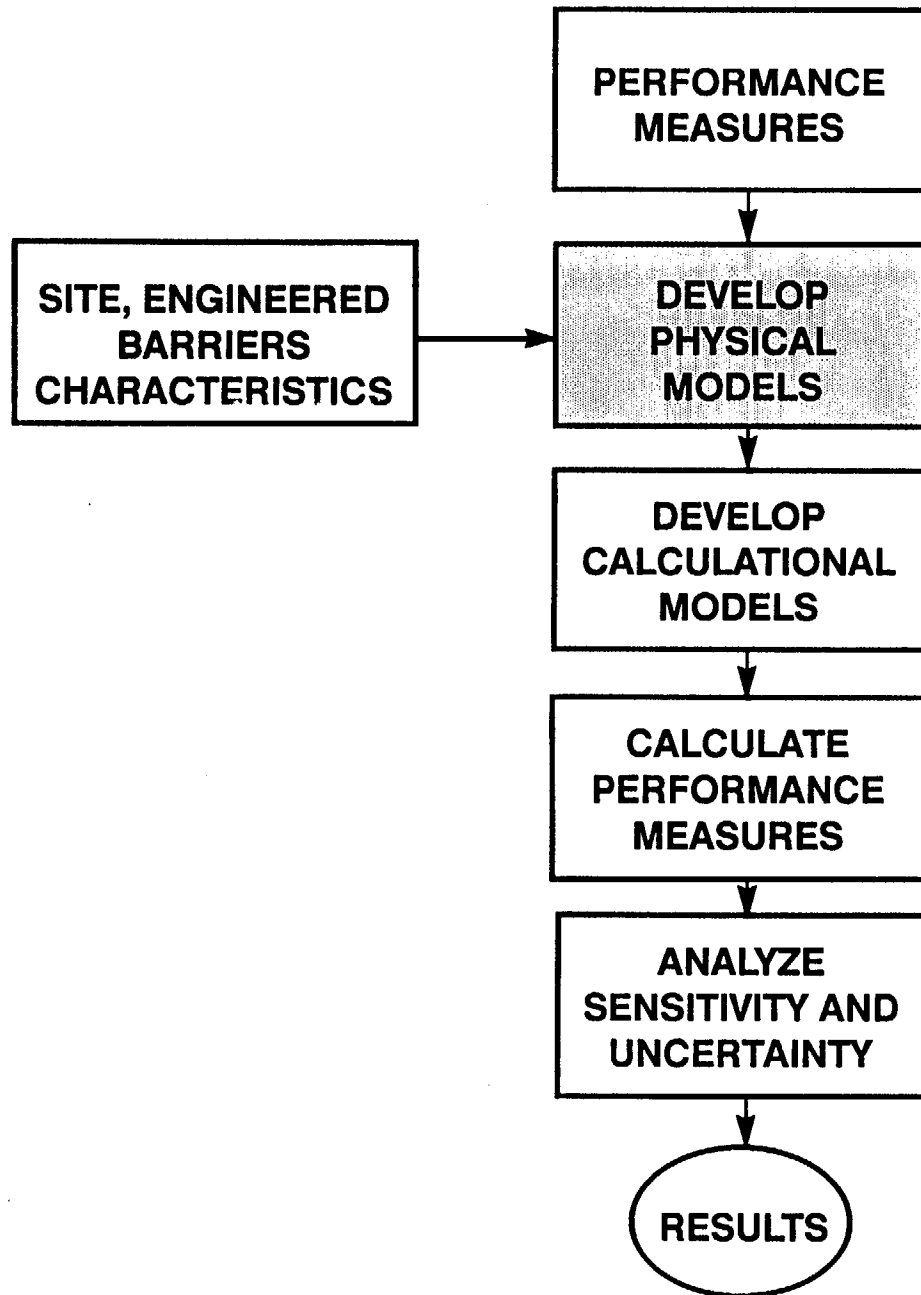 PERFORMANCE
MEASURES
SITE, ENGINEERED
BARRIERS
CHARACTERISTICS
DEVELOP
PHYSICAL
MODELS
DEVELOP
CALCULATIONAL
MODELS
CALCULATE
PERFORMANCE
MEASURES
ANALYZE
SENSITIVITY AND
UNCERTAINTY
RESULTS